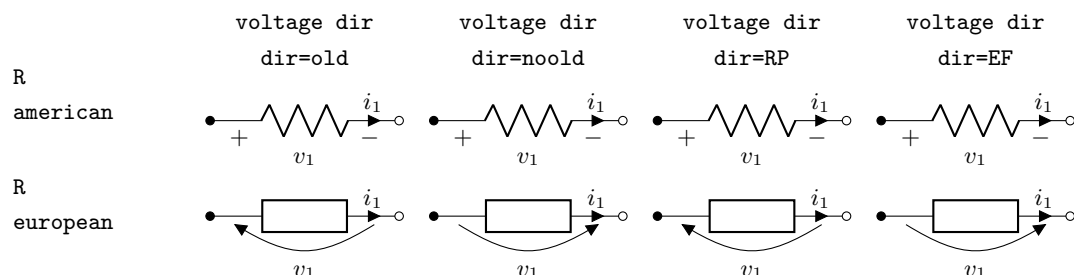 voltage dir voltage dir voltage dir voltage dir
dir=old dir=noold dir=RP dir=EF
R
american
i₁ i₁ i₁ i₁
+ − + − + − + −
v₁ v₁ v₁ v₁
R
european
i₁ i₁ i₁ i₁
v₁ v₁ v₁ v₁